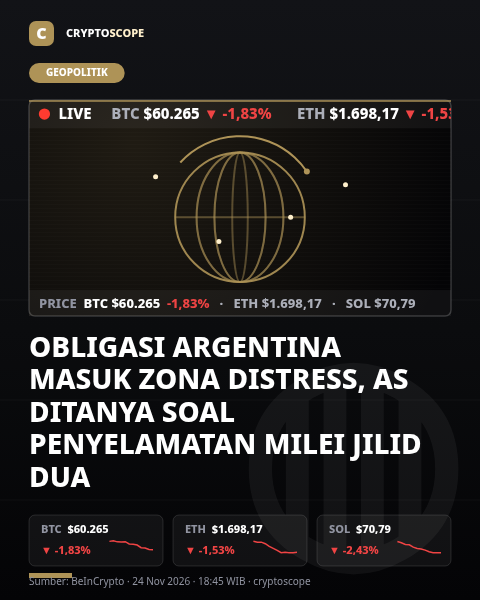 C CRYPTOSCOPE
GEOPOLITIK
LIVE BTC $60.265 ▼ -1,83% ETH $1.698,17 ▼ -1,53
PRICE BTC $60.265 -1,83% · ETH $1.698,17 · SOL $70,79
OBLIGASI ARGENTINA
MASUK ZONA DISTRESS, AS
DITANYA SOAL
PENYELAMATAN MILEI JILID
DUA
BTC $60.265 ETH $1.698,17 SOL $70,79
▼ -1,83% ▼ -1,53% ▼ -2,43%
Sumber: BeInCrypto · 24 Nov 2026 · 18:45 WIB · cryptoscope